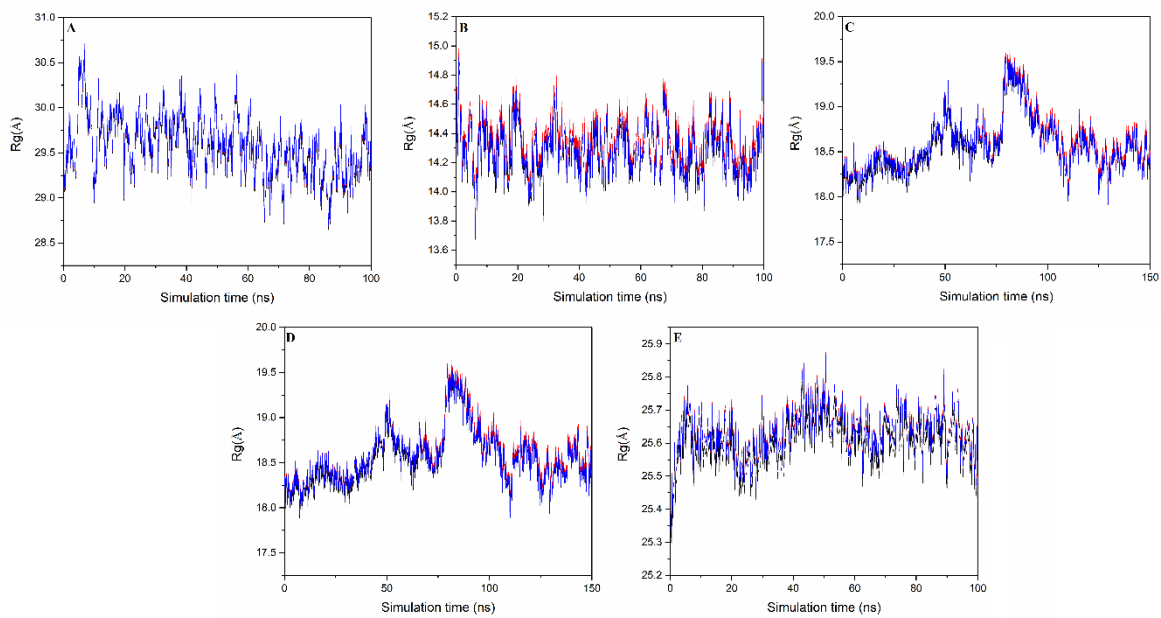 A
Rg(Å)
31.0
30.5
30.0
29.5
29.0
28.5
0 20 40 60 80 100
Simulation time (ns)
B
Rg(Å)
15.0
14.8
14.6
14.4
14.2
14.0
13.8
13.6
0 20 40 60 80 100
Simulation time (ns)
C
Rg(Å)
20.0
19.5
19.0
18.5
18.0
17.5
0 50 100 150
Simulation time (ns)
D
Rg(Å)
20.0
19.5
19.0
18.5
18.0
17.5
0 50 100 150
Simulation time (ns)
E
Rg(Å)
25.9
25.8
25.7
25.6
25.5
25.4
25.3
25.2
0 20 40 60 80 100
Simulation time (ns)